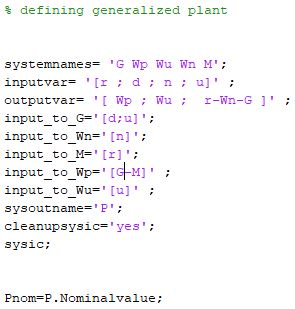 % defining generalized plant
systemnames= 'G Wp Wu Wn M';
inputvar= '[r ; d ; n ; u]' ;
outputvar= '[ Wp ; Wu ;  r-Wn-G ]' ;
input_to_G='[d;u]';
input_to_Wn='[n]';
input_to_M='[r]';
input_to_Wp='[G-M]' ;
input_to_Wu='[u]' ;
sysoutname='P';
cleanupsysic='yes';
sysic;
Pnom=P.Nominalvalue;